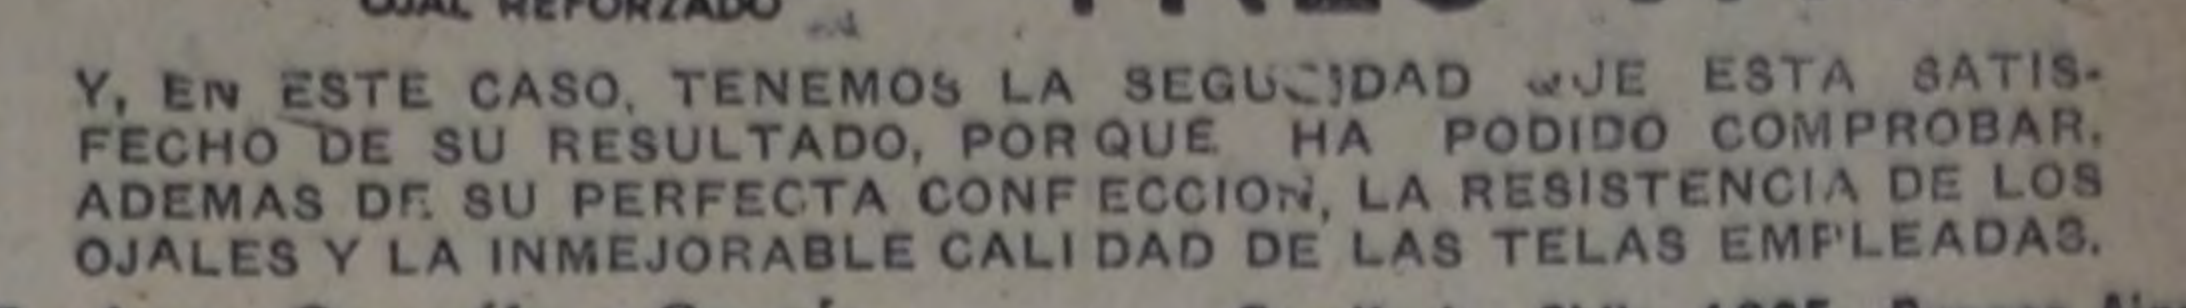 OJAL REFORZADO
Y, EN ESTE CASO, TENEMOS LA SEGURIDAD QUE ESTA SATIS-
FECHO DE SU RESULTADO, PORQUE HA PODIDO COMPROBAR,
ADEMAS DE SU PERFECTA CONFECCION, LA RESISTENCIA DE LOS
OJALES Y LA INMEJORABLE CALIDAD DE LAS TELAS EMPLEADAS.